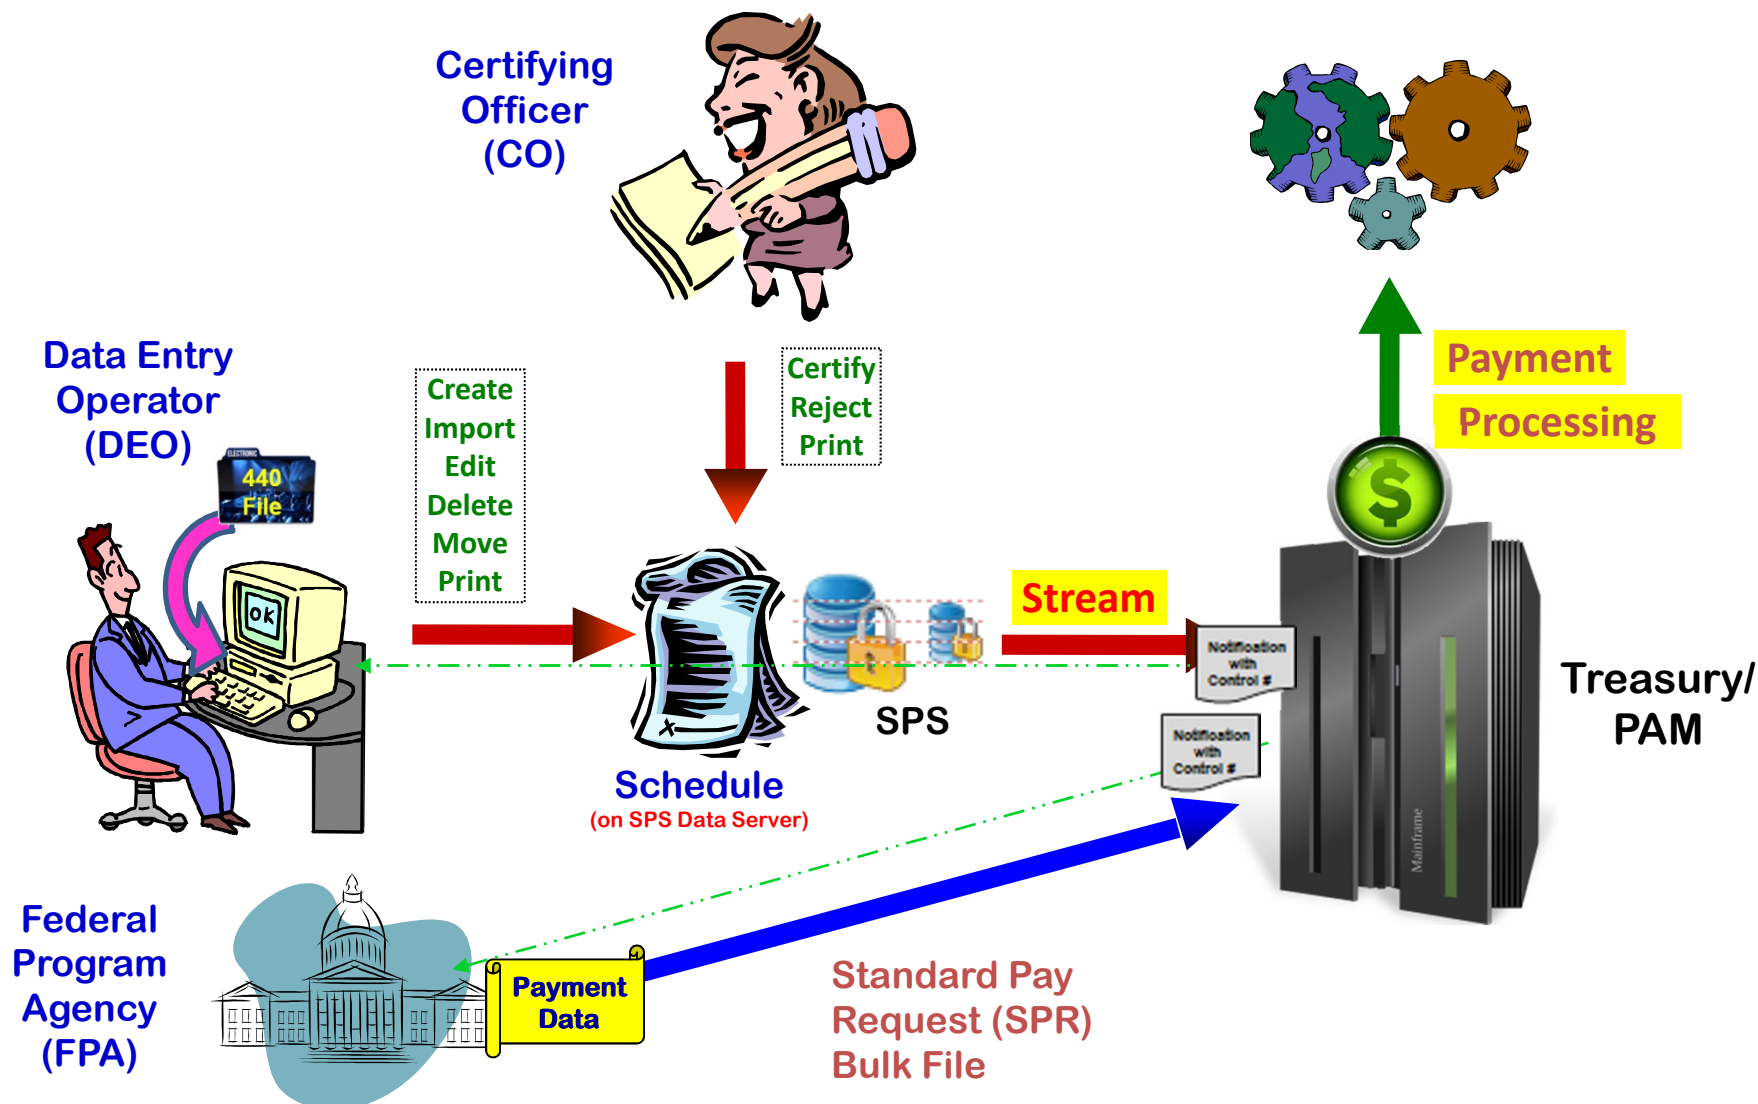 Certifying
Officer
(CO)
Data Entry
Operator
(DEO)
ELECTRONIC
440
File
OK
Create
Import
Edit
Delete
Move
Print
Certify
Reject
Print
Payment
Processing
$
Stream
Notification
with
Control #
Treasury/
PAM
SPS
X
Schedule
(on SPS Data Server)
Notification
with
Control #
Mainframe
Federal
Program
Agency
(FPA)
Payment
Data
Standard Pay
Request (SPR)
Bulk File